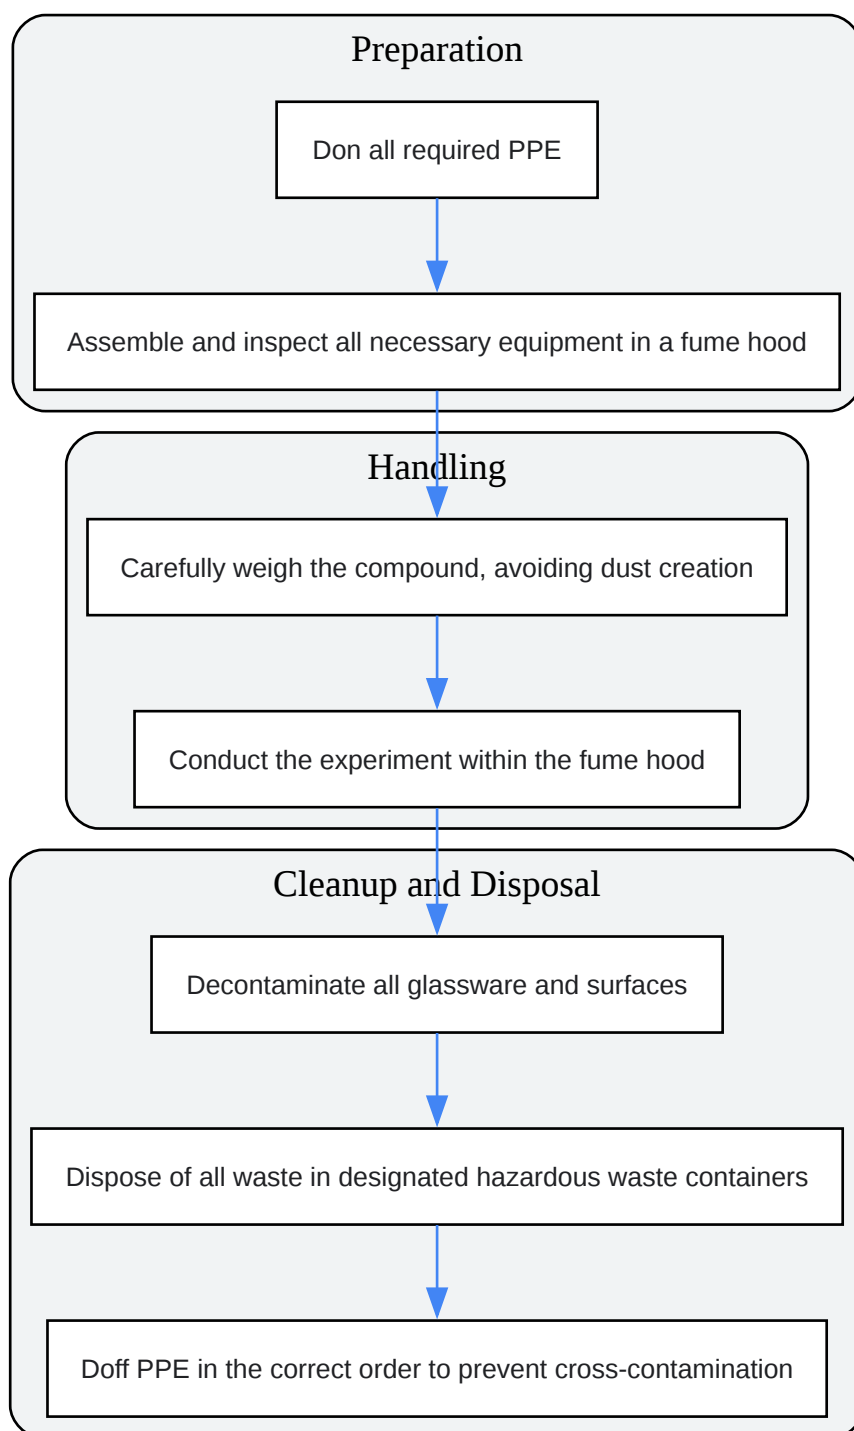 Preparation
Don all required PPE
Assemble and inspect all necessary equipment in a fume hood
Handling
Carefully weigh the compound, avoiding dust creation
Conduct the experiment within the fume hood
Cleanup and Disposal
Decontaminate all glassware and surfaces
Dispose of all waste in designated hazardous waste containers
Doff PPE in the correct order to prevent cross-contamination